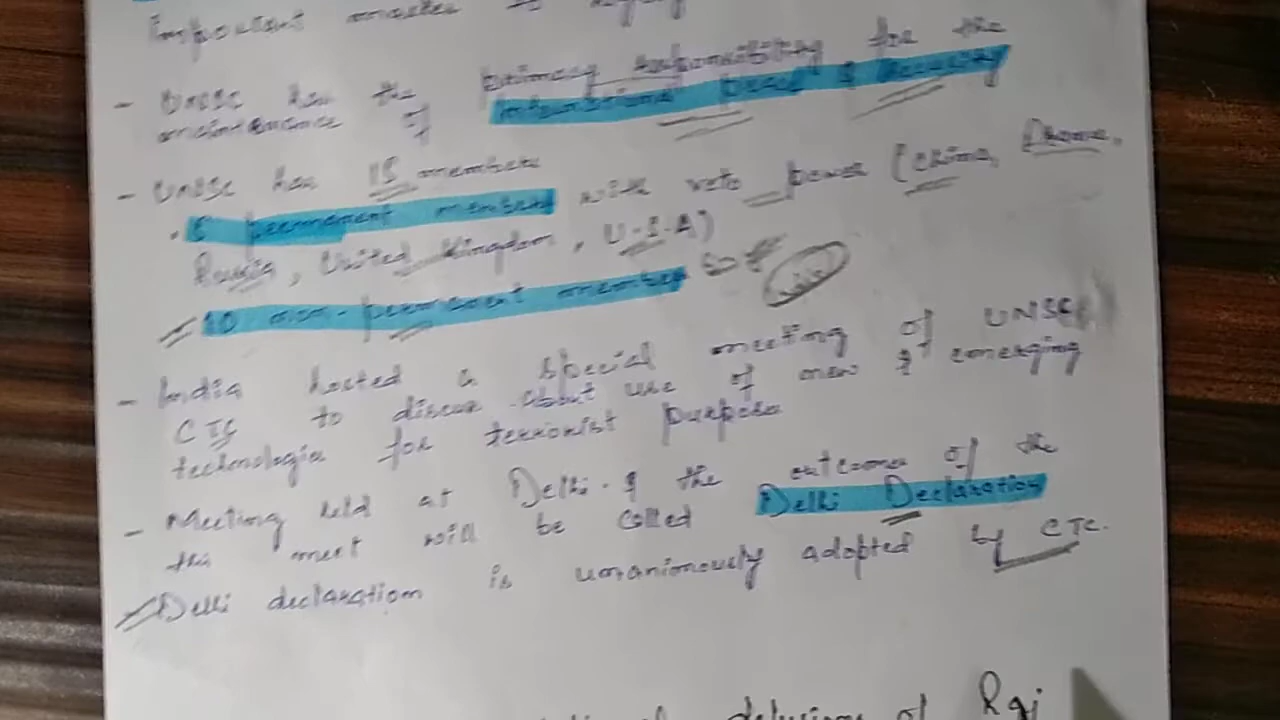 Important
- UNSC has the primary responsibility for the
maintenance of international peace & security
- UNSC has 15 members
. 5 permanent members with veto power (China, France,
Russia, United Kingdom, U.S.A)
10 non-permanent members
- India hosted a special meeting of UNSC
CTC to discuss about use of new & emerging
technologies for terrorist purpose
- Meeting held at Delhi & the outcome of the
this meet will be called Delhi Declaration
Delhi declaration is unanimously adopted by CTC.
of